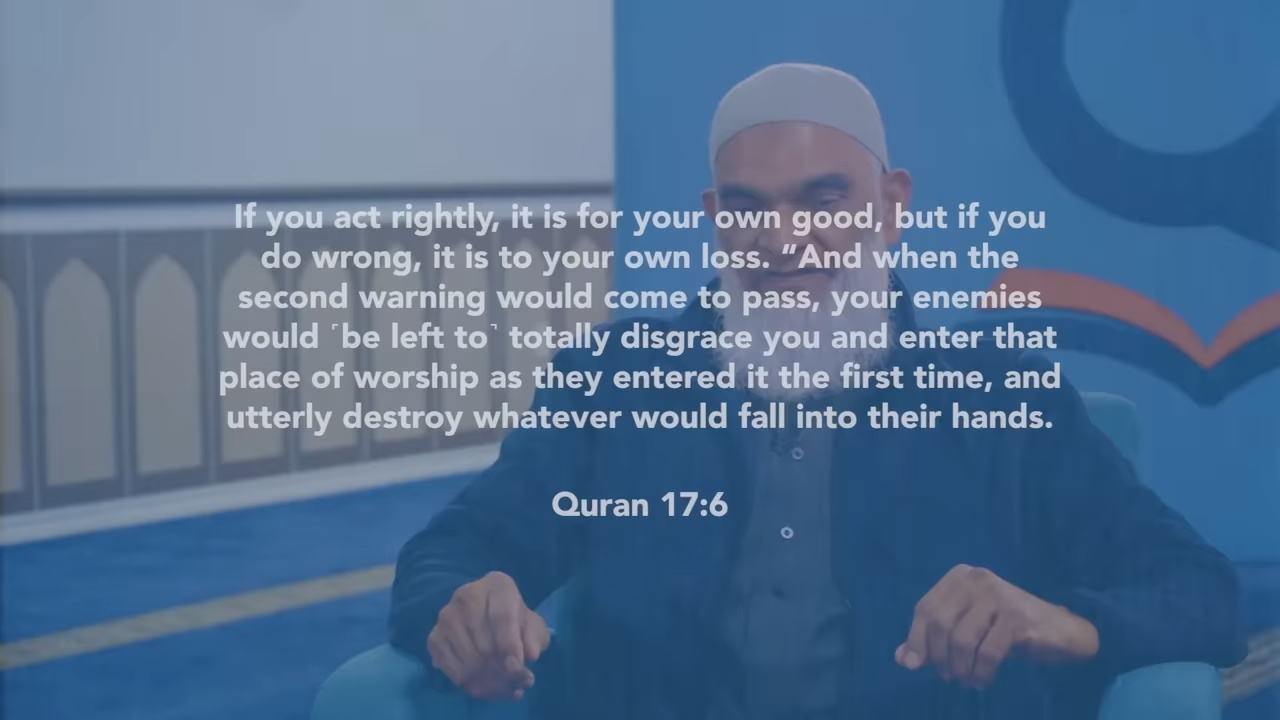 If you act rightly, it is for your own good, but if you
do wrong, it is to your own loss. “And when the
second warning would come to pass, your enemies
would ˹be left to˺ totally disgrace you and enter that
place of worship as they entered it the first time, and
utterly destroy whatever would fall into their hands.
Quran 17:6